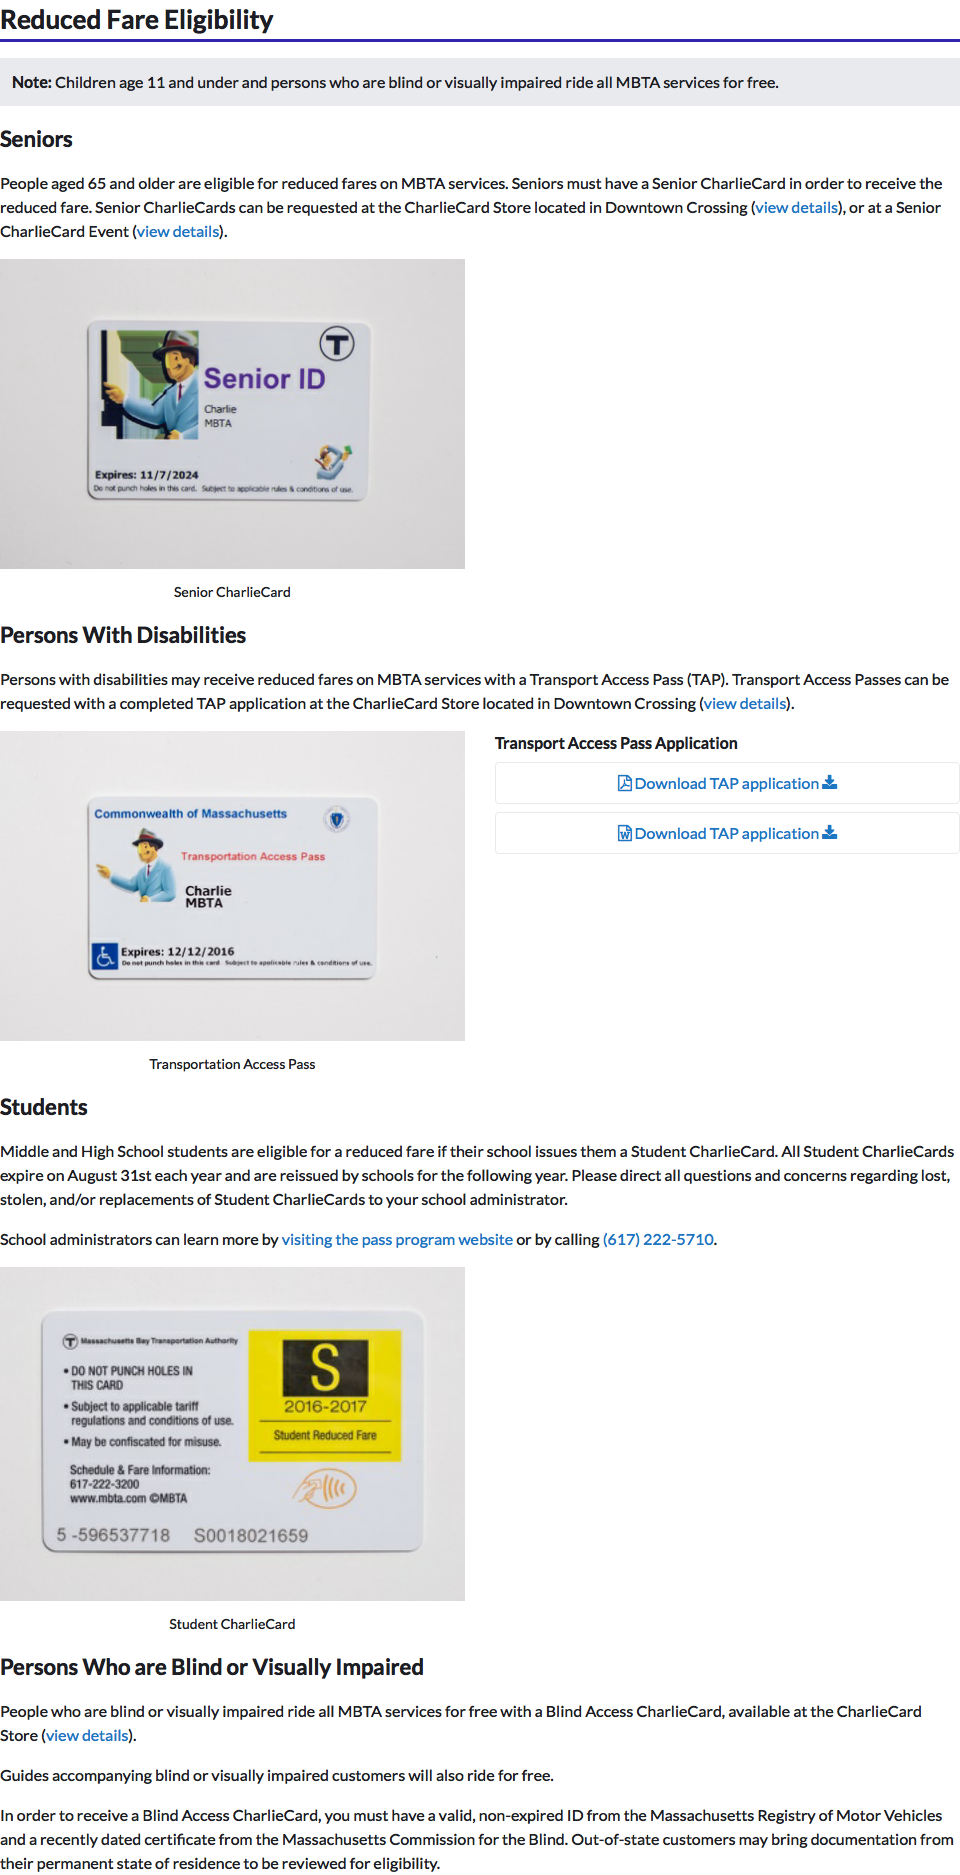 Reduced Fare Eligibility
Note: Children age 11 and under and persons who are blind or visually impaired ride all MBTA services for free.
Seniors
People aged 65 and older are eligible for reduced fares on MBTA services. Seniors must have a Senior CharlieCard in order to receive the
reduced fare. Senior CharlieCards can be requested at the CharlieCard Store located in Downtown Crossing (view details), or at a Senior
CharlieCard Event (view details).
T
Senior ID
Charlie
MBTA
Expires: 11/7/2024
Do not punch holes in this card. Subject to applicable rules & conditions of use.
Senior CharlieCard
Persons With Disabilities
Persons with disabilities may receive reduced fares on MBTA services with a Transport Access Pass (TAP). Transport Access Passes can be
requested with a completed TAP application at the CharlieCard Store located in Downtown Crossing (view details).
Commonwealth of Massachusetts
Transportation Access Pass
Charlie
MBTA
Expires: 12/12/2016
Do not punch holes in this card. Subject to applicable rules & conditions of use.
Transportation Access Pass
Transport Access Pass Application
Download TAP application
Download TAP application
Students
Middle and High School students are eligible for a reduced fare if their school issues them a Student CharlieCard. All Student CharlieCards
expire on August 31st each year and are reissued by schools for the following year. Please direct all questions and concerns regarding lost,
stolen, and/or replacements of Student CharlieCards to your school administrator.
School administrators can learn more by visiting the pass program website or by calling (617) 222-5710.
T Massachusetts Bay Transportation Authority
• DO NOT PUNCH HOLES IN
THIS CARD
• Subject to applicable tariff
regulations and conditions of use.
• May be confiscated for misuse.
Schedule & Fare Information:
617-222-3200
www.mbta.com ©MBTA
S
2016-2017
Student Reduced Fare
5 -596537718 S0018021659
Student CharlieCard
Persons Who are Blind or Visually Impaired
People who are blind or visually impaired ride all MBTA services for free with a Blind Access CharlieCard, available at the CharlieCard
Store (view details).
Guides accompanying blind or visually impaired customers will also ride for free.
In order to receive a Blind Access CharlieCard, you must have a valid, non-expired ID from the Massachusetts Registry of Motor Vehicles
and a recently dated certificate from the Massachusetts Commission for the Blind. Out-of-state customers may bring documentation from
their permanent state of residence to be reviewed for eligibility.